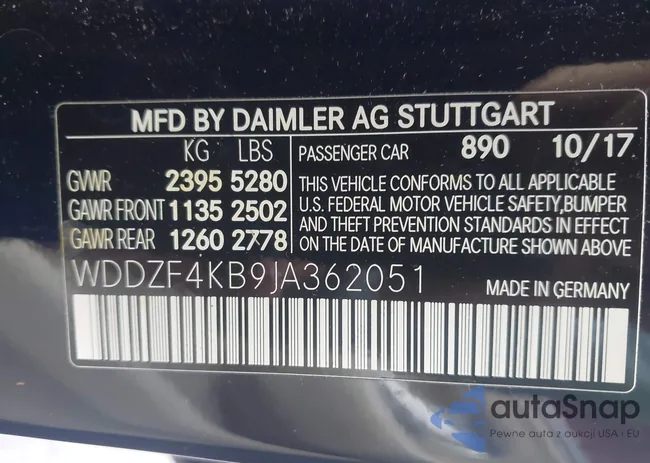 MFD BY DAIMLER AG STUTTGART
KG LBS
GVWR 2395 5280
GAWR FRONT 1135 2502
GAWR REAR 1260 2778
PASSENGER CAR 890 10/17
THIS VEHICLE CONFORMS TO ALL APPLICABLE
U.S. FEDERAL MOTOR VEHICLE SAFETY,BUMPER
AND THEFT PREVENTION STANDARDS IN EFFECT
ON THE DATE OF MANUFACTURE SHOWN ABOVE
WDDZF4KB9JA362051
MADE IN GERMANY
autaSnap
Pewne auta z aukcji USA i EU